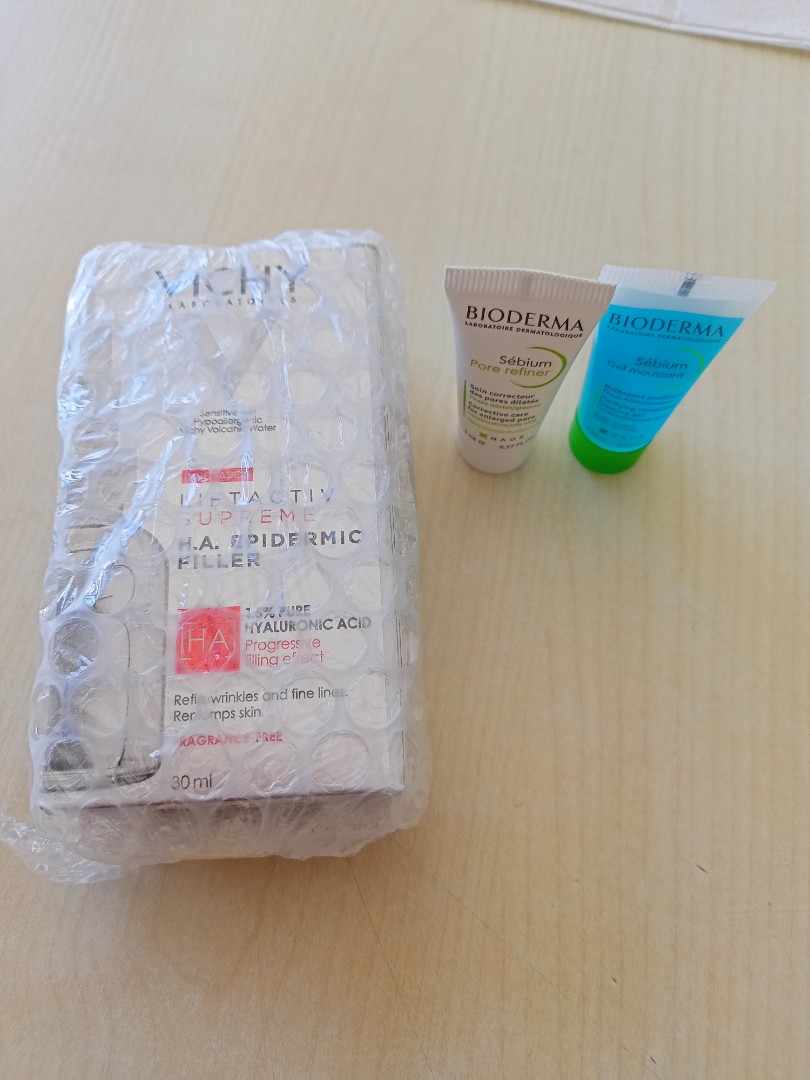 VICHY
LABORATOIRES
Hypoallergenic
Vichy Volcanic Water
LIFTACTIV
SUPREME
H.A. EPIDERMIC
FILLER
1.5% PURE
HYALURONIC ACID
[HA]
Progressive
filling effect
Refills wrinkles and fine lines.
Replumps skin.
FRAGRANCE-FREE
30 ml
BIODERMA
LABORATOIRE DERMATOLOGIQUE
Sébium
Pore refiner
Soin correcteur
des pores dilatés
Corrective care
for enlarged pores
NAOS
BIODERMA
LABORATOIRE DERMATOLOGIQUE
Sébium
Gel moussant